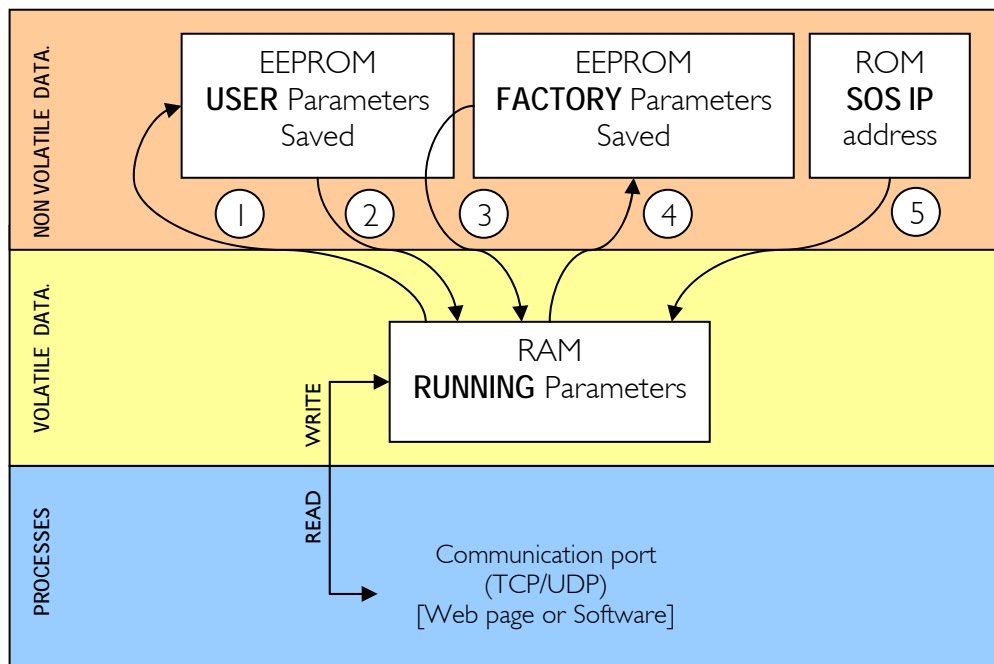 NON VOLATILE DATA.
EEPROM
USER Parameters
Saved
EEPROM
FACTORY Parameters
Saved
ROM
SOS IP
address
1
2
3
4
5
VOLATILE DATA.
RAM
RUNNING Parameters
WRITE
READ
PROCESSES
Communication port
(TCP/UDP)
[Web page or Software]